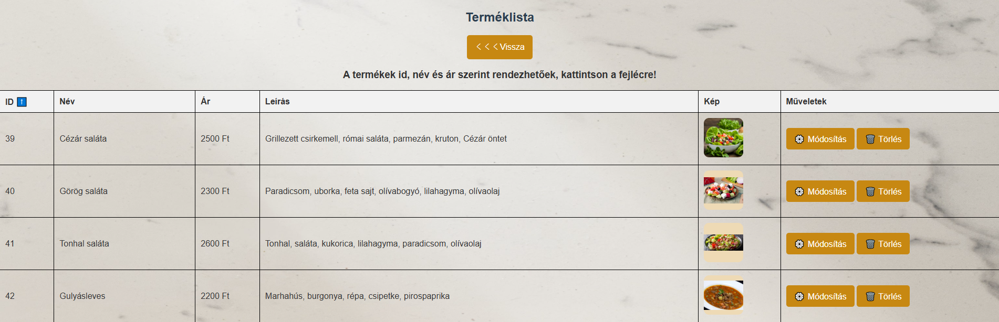 Terméklista
<<<Vissza
A termékek id, név és ár szerint rendezhetőek, kattintson a fejlécre!
ID ↑ Név Ár Leírás Kép Műveletek
39 Cézár saláta 2500 Ft Grillezett csirkemell, római saláta, parmezán, kruton, Cézár öntet Módosítás Törlés
40 Görög saláta 2300 Ft Paradicsom, uborka, feta sajt, olívabogyó, lilahagyma, olívaolaj Módosítás Törlés
41 Tonhal saláta 2600 Ft Tonhal, saláta, kukorica, lilahagyma, paradicsom, olívaolaj Módosítás Törlés
42 Gulyásleves 2200 Ft Marhahús, burgonya, répa, csipetke, pirospaprika Módosítás Törlés